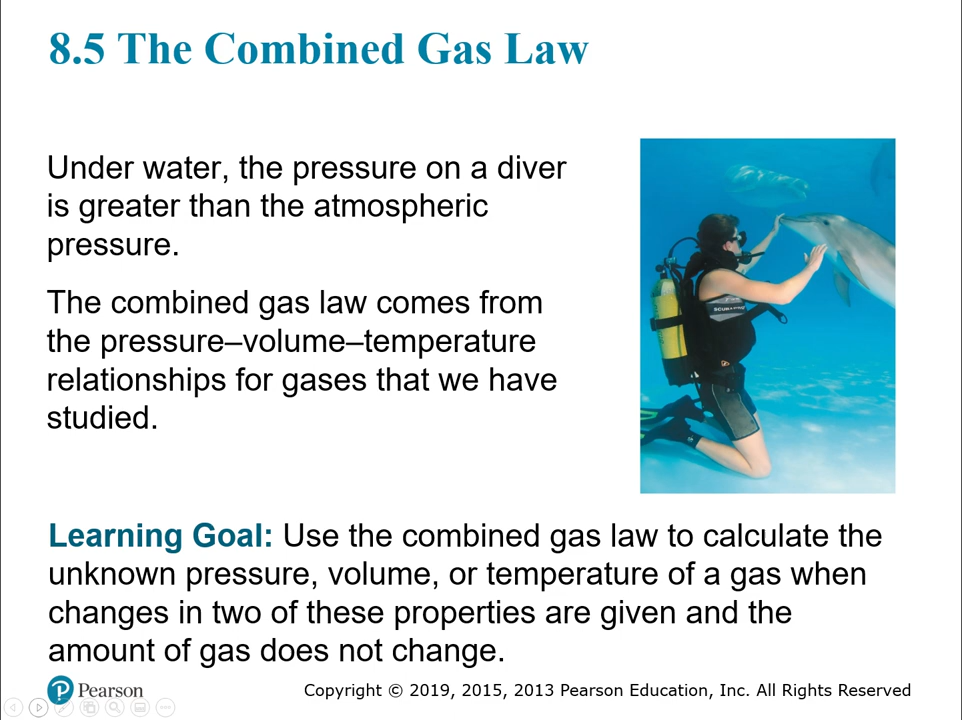 8.5 The Combined Gas Law
Under water, the pressure on a diver
is greater than the atmospheric
pressure.
The combined gas law comes from
the pressure–volume–temperature
relationships for gases that we have
studied.
Learning Goal: Use the combined gas law to calculate the
unknown pressure, volume, or temperature of a gas when
changes in two of these properties are given and the
amount of gas does not change.
P Pearson
Copyright © 2019, 2015, 2013 Pearson Education, Inc. All Rights Reserved